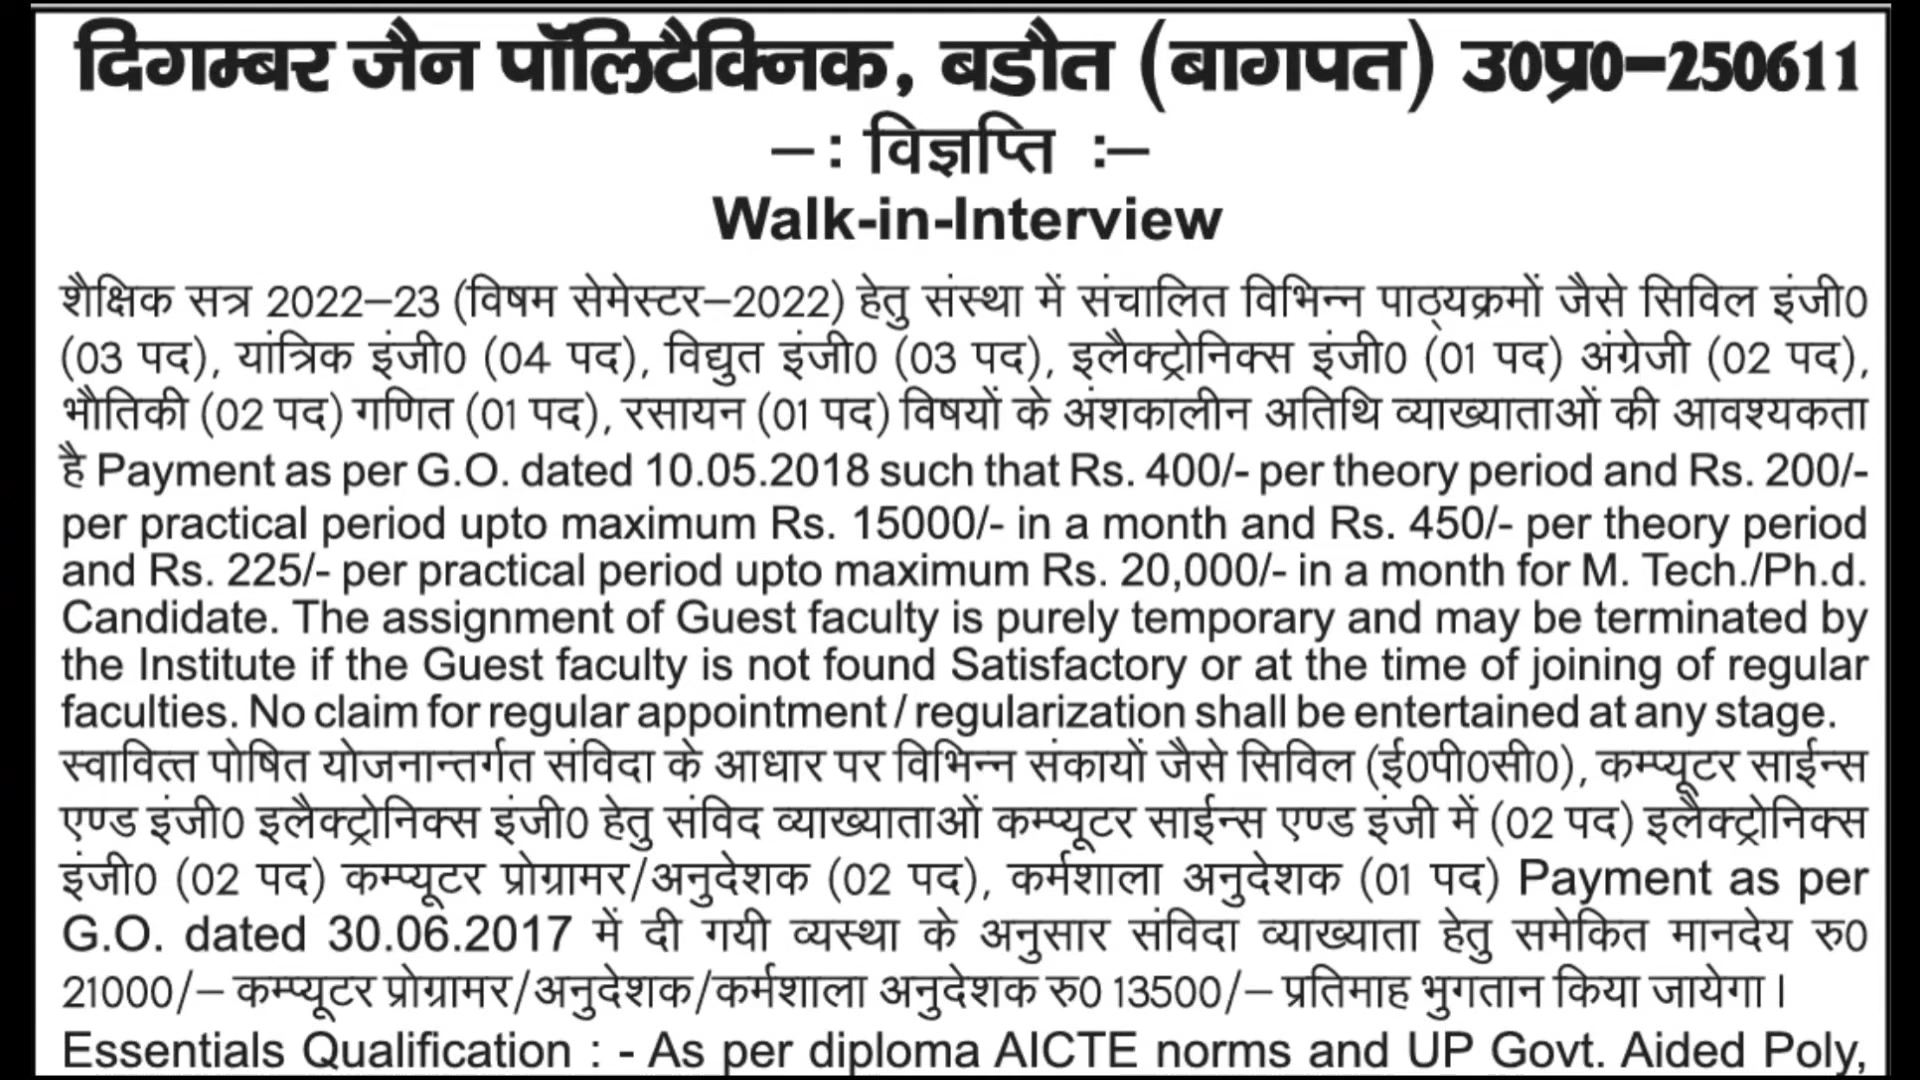 दिगम्बर जैन पॉलिटैक्निक, बडौत (बागपत) उ0प्र0–250611
–: विज्ञप्ति :–
Walk-in-Interview
शैक्षिक सत्र 2022–23 (विषम सेमेस्टर–2022) हेतु संस्था में संचालित विभिन्न पाठ्यक्रमों जैसे सिविल इंजी0
(03 पद), यांत्रिक इंजी0 (04 पद), विद्युत इंजी0 (03 पद), इलैक्ट्रोनिक्स इंजी0 (01 पद) अंग्रेजी (02 पद),
भौतिकी (02 पद) गणित (01 पद), रसायन (01 पद) विषयों के अंशकालीन अतिथि व्याख्याताओं की आवश्यकता
है Payment as per G.O. dated 10.05.2018 such that Rs. 400/- per theory period and Rs. 200/-
per practical period upto maximum Rs. 15000/- in a month and Rs. 450/- per theory period
and Rs. 225/- per practical period upto maximum Rs. 20,000/- in a month for M. Tech./Ph.d.
Candidate. The assignment of Guest faculty is purely temporary and may be terminated by
the Institute if the Guest faculty is not found Satisfactory or at the time of joining of regular
faculties. No claim for regular appointment / regularization shall be entertained at any stage.
स्वावित्त पोषित योजनान्तर्गत संविदा के आधार पर विभिन्न संकायों जैसे सिविल (ई0पी0सी0), कम्प्यूटर साईन्स
एण्ड इंजी0 इलैक्ट्रोनिक्स इंजी0 हेतु संविद व्याख्याताओं कम्प्यूटर साईन्स एण्ड इंजी में (02 पद) इलैक्ट्रोनिक्स
इंजी0 (02 पद) कम्प्यूटर प्रोग्रामर/अनुदेशक (02 पद), कर्मशाला अनुदेशक (01 पद) Payment as per
G.O. dated 30.06.2017 में दी गयी व्यस्था के अनुसार संविदा व्याख्याता हेतु समेकित मानदेय रु0
21000/– कम्प्यूटर प्रोग्रामर/अनुदेशक/कर्मशाला अनुदेशक रु0 13500/– प्रतिमाह भुगतान किया जायेगा।
Essentials Qualification : - As per diploma AICTE norms and UP Govt. Aided Poly,